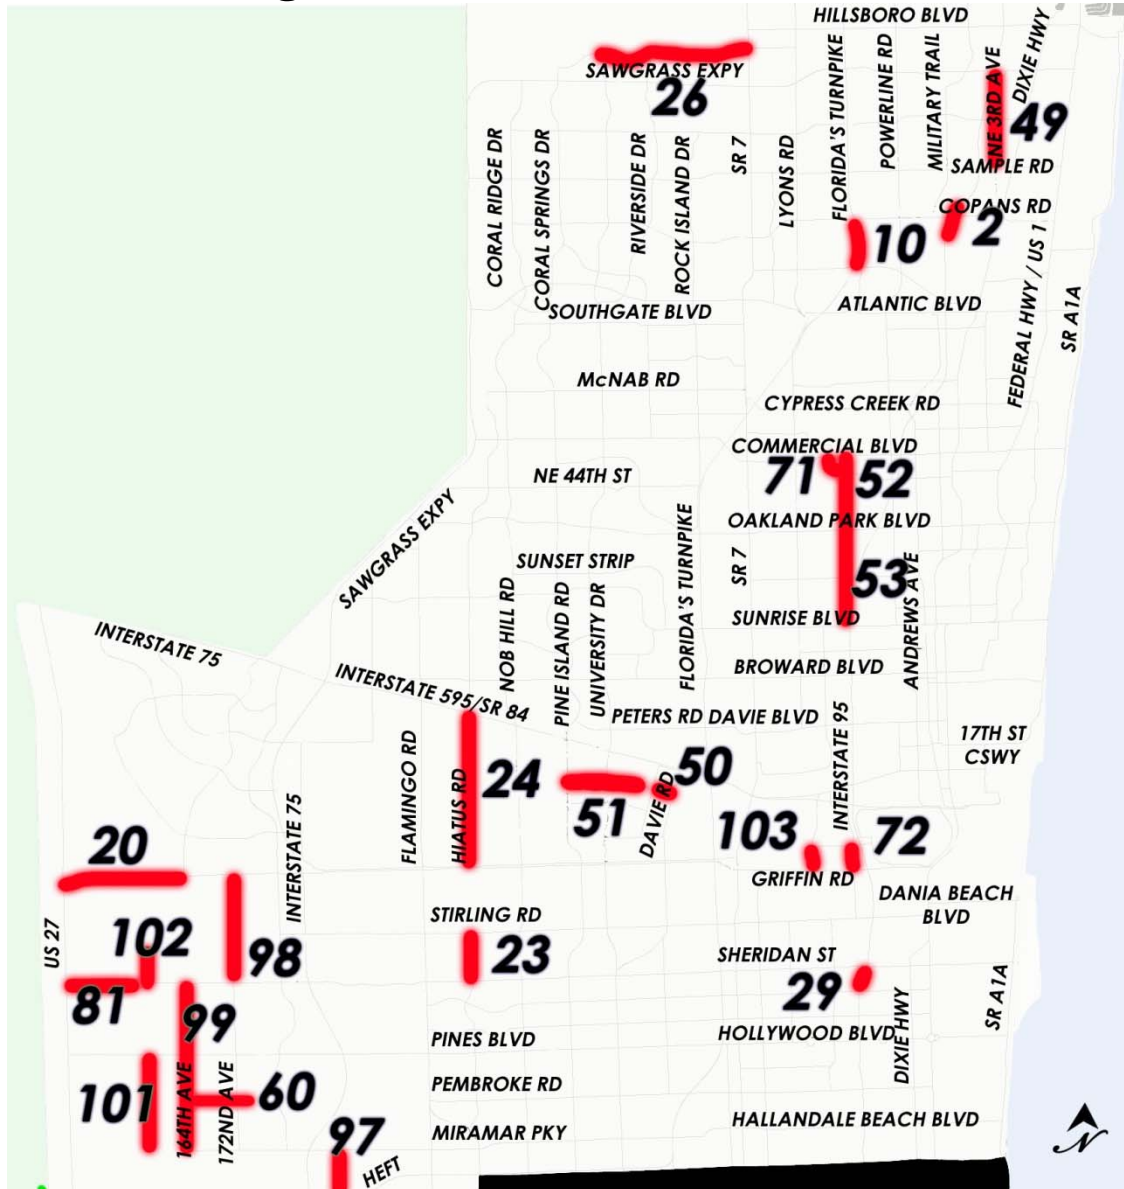 HILLSBORO BLVD
SAWGRASS EXPY
26
FLORIDA'S TURNPIKE
POWERLINE RD
MILITARY TRAIL
NE 3RD AVE
DIXIE HWY
49
CORAL RIDGE DR
CORAL SPRINGS DR
RIVERSIDE DR
ROCK ISLAND DR
SR 7
LYONS RD
SAMPLE RD
COPANS RD
10
2
SOUTHGATE BLVD
ATLANTIC BLVD
FEDERAL HWY / US 1
SR A1A
McNAB RD
CYPRESS CREEK RD
COMMERCIAL BLVD
71
52
NE 44TH ST
OAKLAND PARK BLVD
SAWGRASS EXPY
SUNSET STRIP
FLORIDA'S TURNPIKE
SR 7
53
ANDREWS AVE
SUNRISE BLVD
INTERSTATE 75
NOB HILL RD
PINE ISLAND RD
UNIVERSITY DR
BROWARD BLVD
INTERSTATE 595/SR 84
PETERS RD DAVIE BLVD
17TH ST
CSWY
FLAMINGO RD
HIATUS RD
24
51
DAVIE RD
50
INTERSTATE 95
INTERSTATE 75
103
72
20
GRIFFIN RD
DANIA BEACH
BLVD
US 27
102
98
STIRLING RD
23
SHERIDAN ST
29
81
99
SR A1A
PINES BLVD
HOLLYWOOD BLVD
DIXIE HWY
101
164TH AVE
172ND AVE
60
PEMBROKE RD
97
MIRAMAR PKY
HALLANDALE BEACH BLVD
HEFT
N